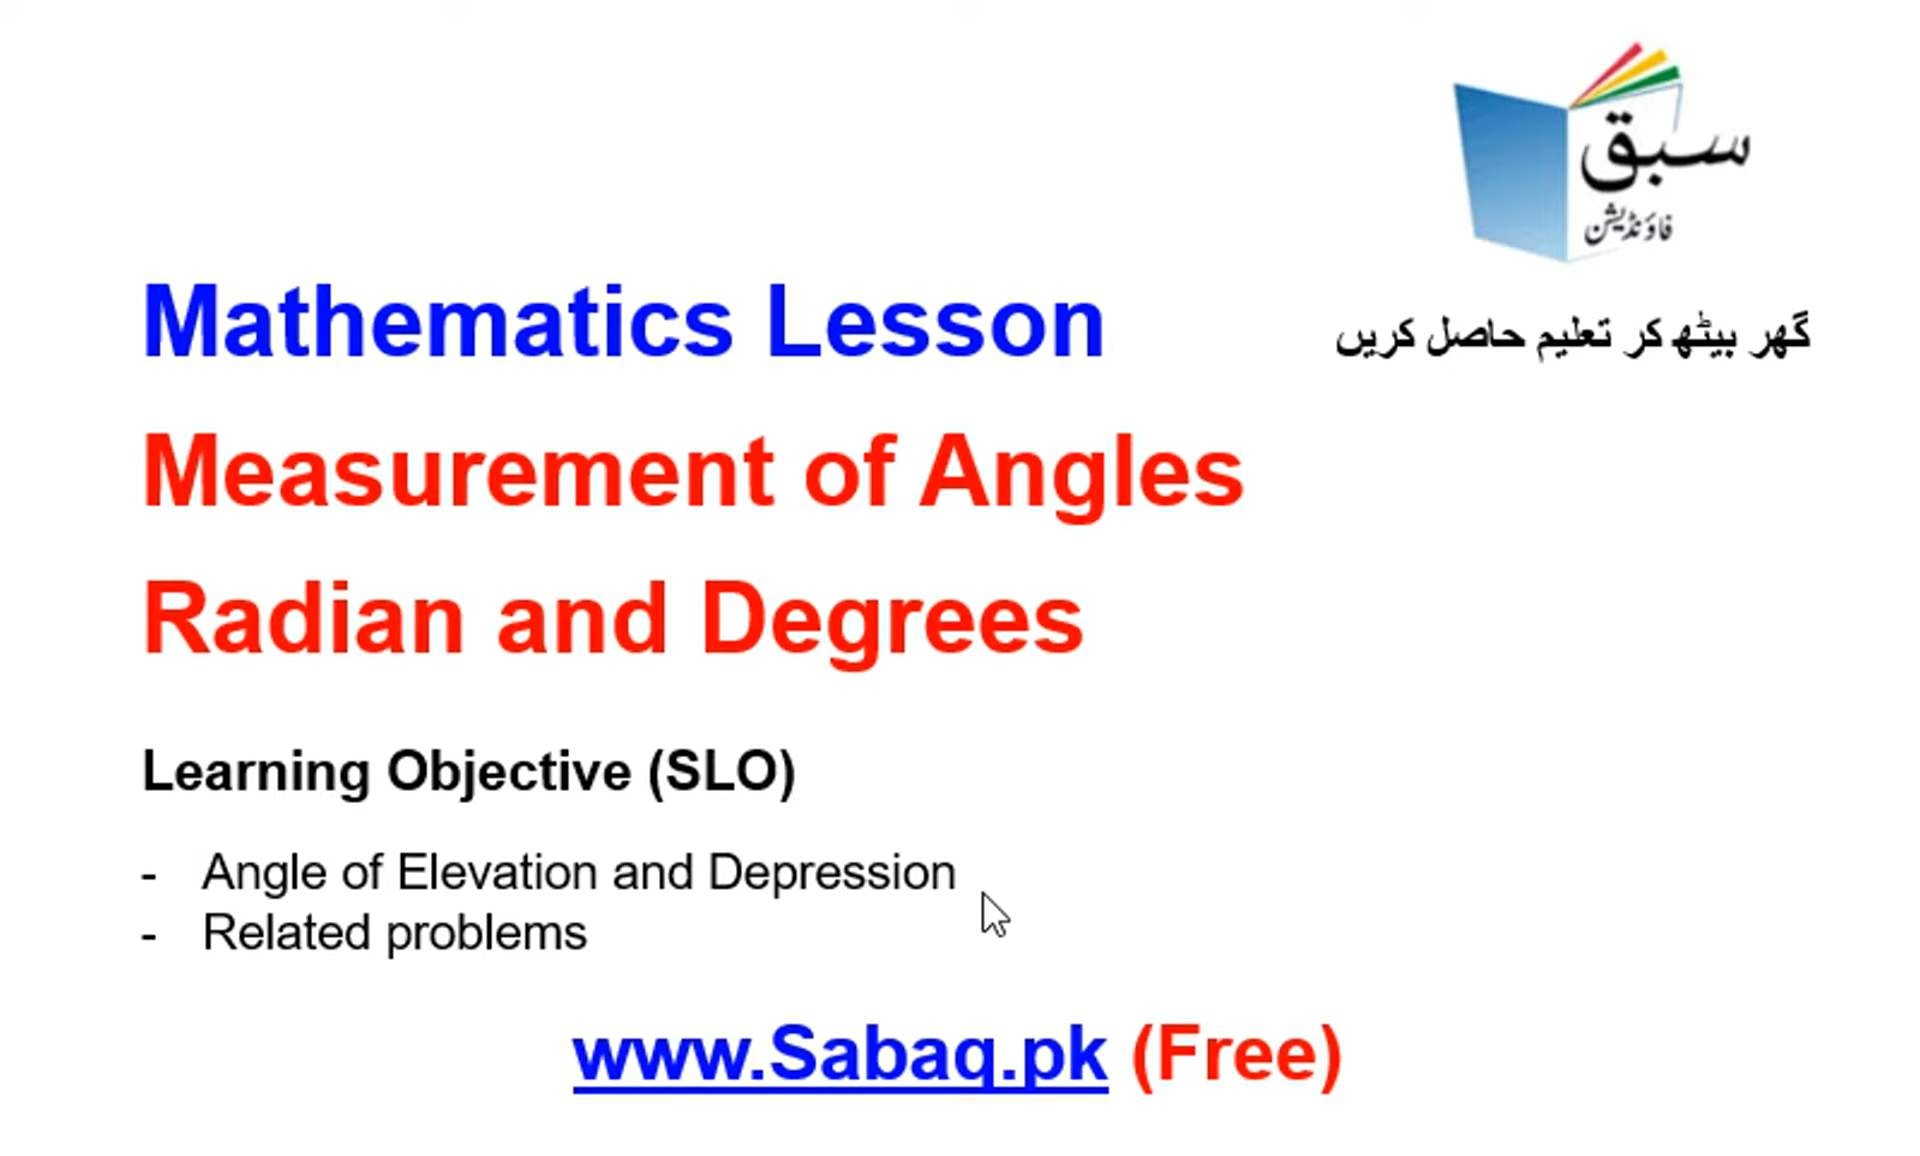 سبق
فاؤنڈیشن
گھر بیٹھ کر تعلیم حاصل کریں
Mathematics Lesson
Measurement of Angles
Radian and Degrees
Learning Objective (SLO)
- Angle of Elevation and Depression
- Related problems
www.Sabaq.pk (Free)